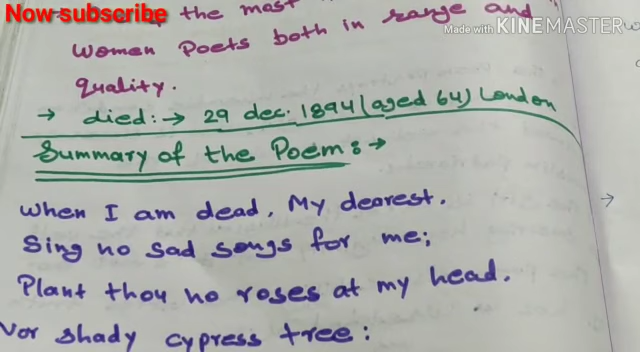 Now-subscribe
the most
Made with KINEMASTER
women Poets both in range and
quality.
→ died:→ 29 dec. 1894 (aged 64) London
Summary of the Poem:→
When I am dead, My dearest.
Sing no sad songs for me;
Plant thou no roses at my head.
Nor shady cypress tree:
→